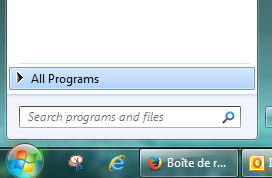 All Programs
Search programs and files
Boîte de r...